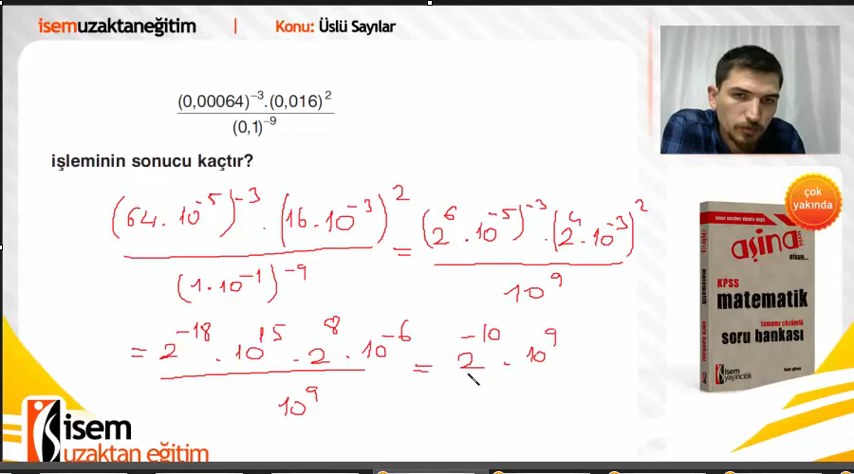 isemuzaktaneğitim | Konu: Üslü Sayılar
(0,00064)⁻³.(0,016)²
(0,1)⁻⁹
işleminin sonucu kaçtır?
(64.10⁻⁵)⁻³.(16.10⁻³)² = (2⁶.10⁻⁵)⁻³.(2⁴.10⁻³)²
(1.10⁻¹)⁻⁹ 10⁹
= 2⁻¹⁸.10¹⁵.2⁸.10⁻⁶ = 2⁻¹⁰.10⁹
10⁹
çok
yakında
aşina
olsan...
KPSS
matematik
tamamı çözümlü
soru bankası
isem
yayıncılık
isem
uzaktan eğitim